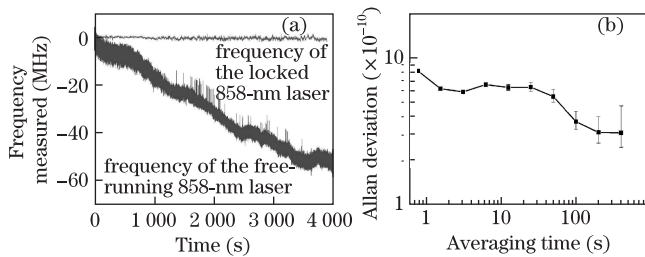 (a)
0
−20
−40
−60
Frequency
measured (MHz)
frequency of
the locked
858-nm laser
frequency of the free-
running 858-nm laser
0
1 000
2 000
3 000
4 000
Time (s)
(b)
10
1
Allan deviation (×10⁻¹⁰)
1
10
100
1 000
Averaging time (s)